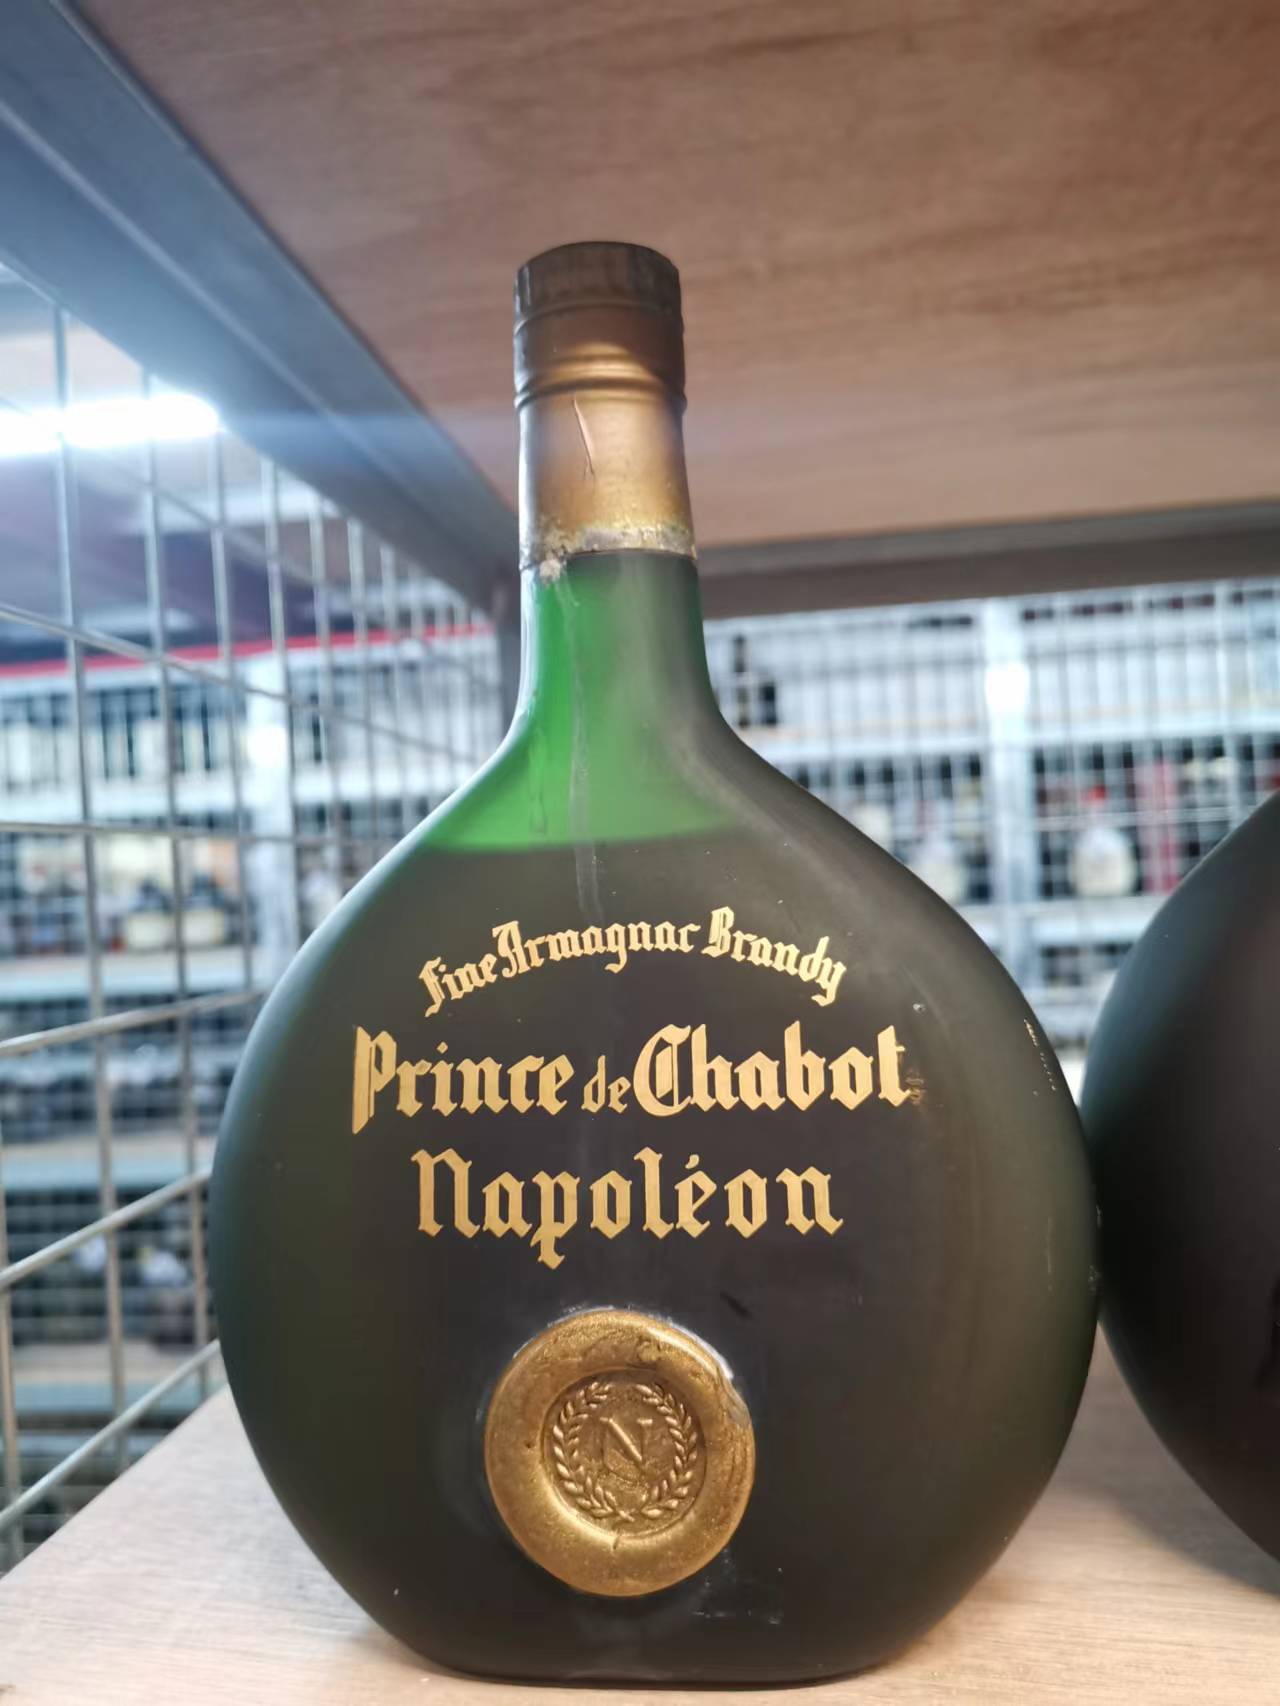 Fine Armagnac Brandy
Prince de Chabot
Napoléon
N